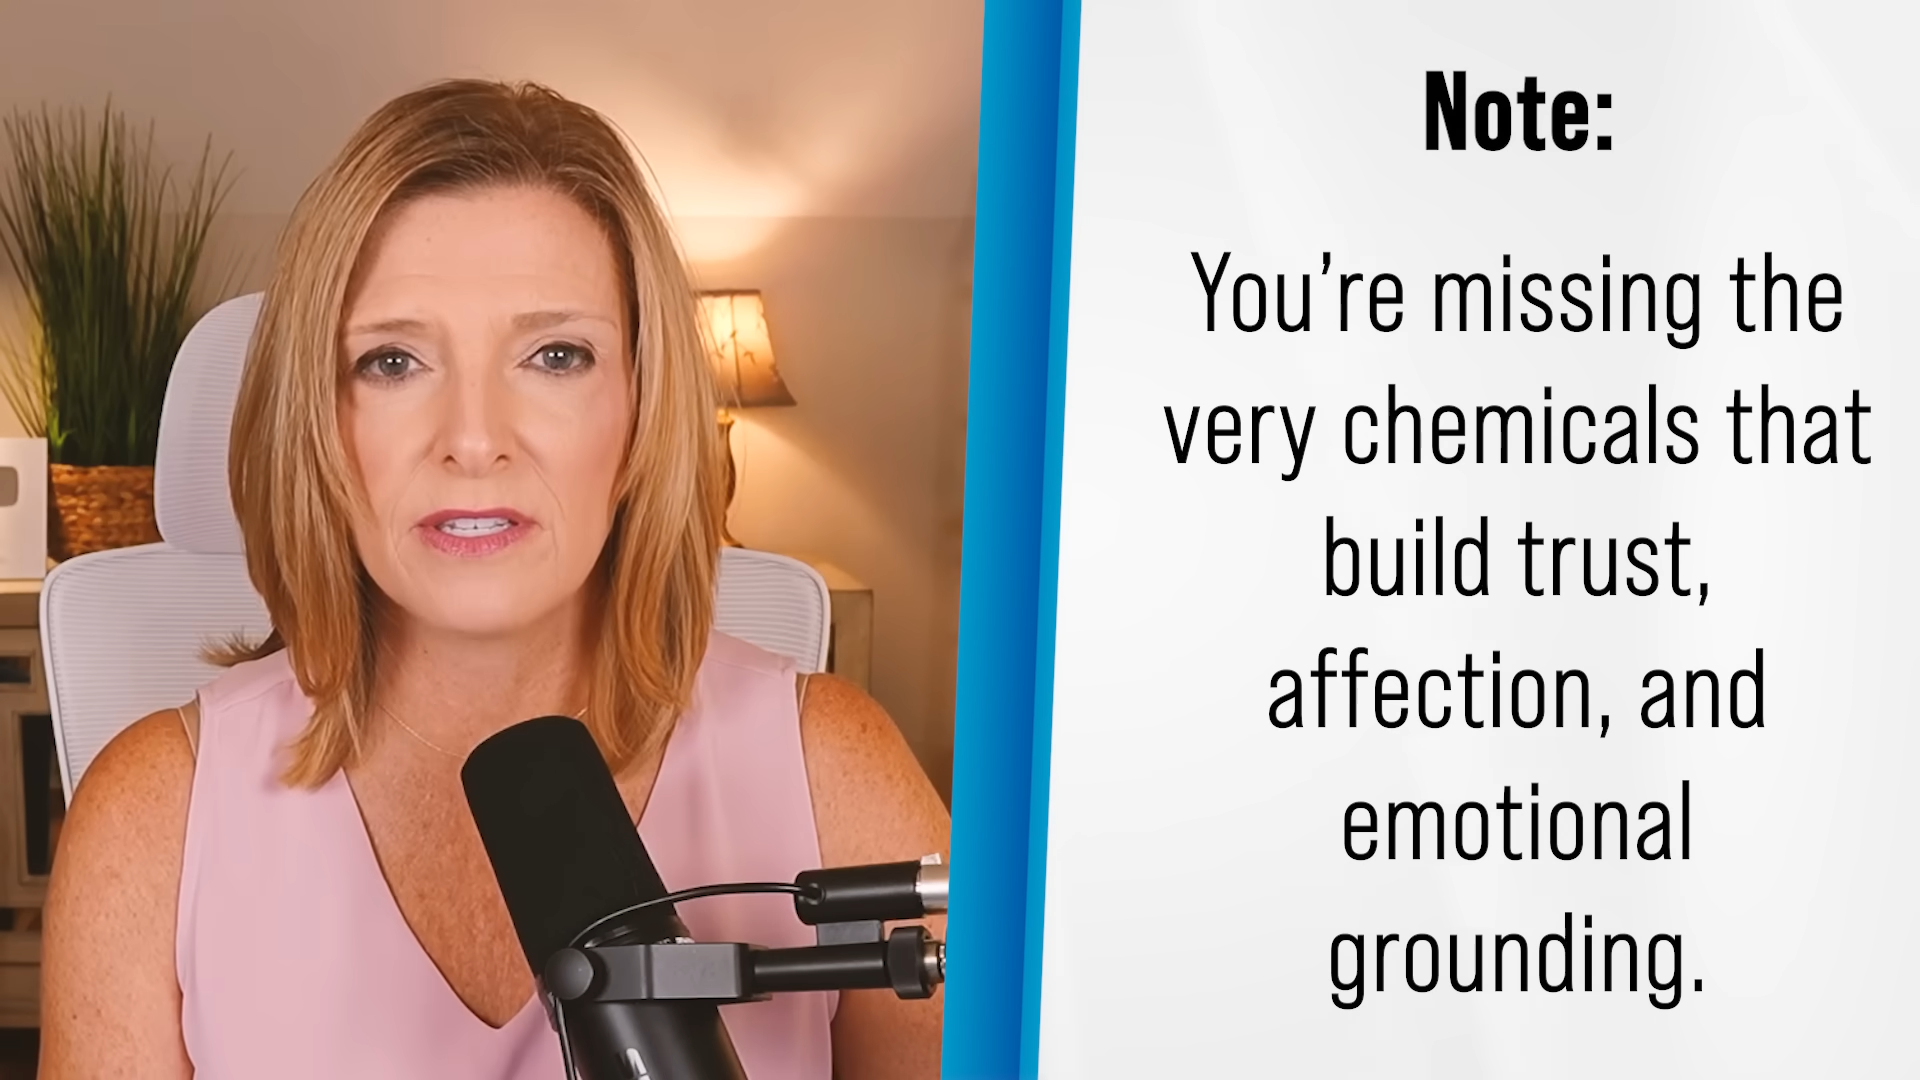 Note:
You’re missing the
very chemicals that
build trust,
affection, and
emotional
grounding.